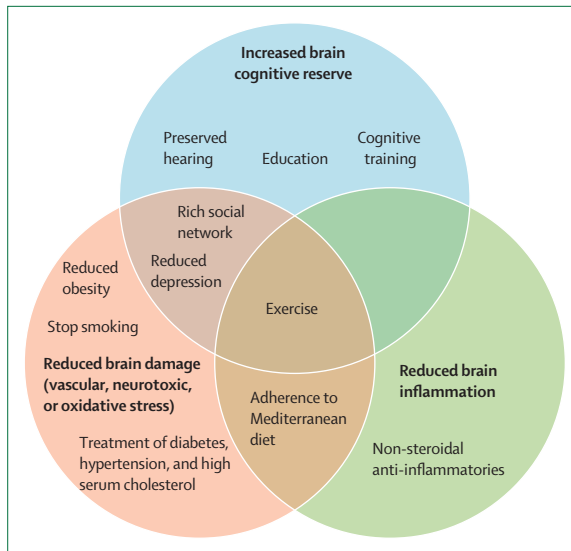 Increased brain
cognitive reserve
Preserved
hearing
Education
Cognitive
training
Rich social
network
Reduced
depression
Reduced
obesity
Stop smoking
Exercise
Reduced brain damage
(vascular, neurotoxic,
or oxidative stress)
Reduced brain
inflammation
Adherence to
Mediterranean
diet
Treatment of diabetes,
hypertension, and high
serum cholesterol
Non-steroidal
anti-inflammatories